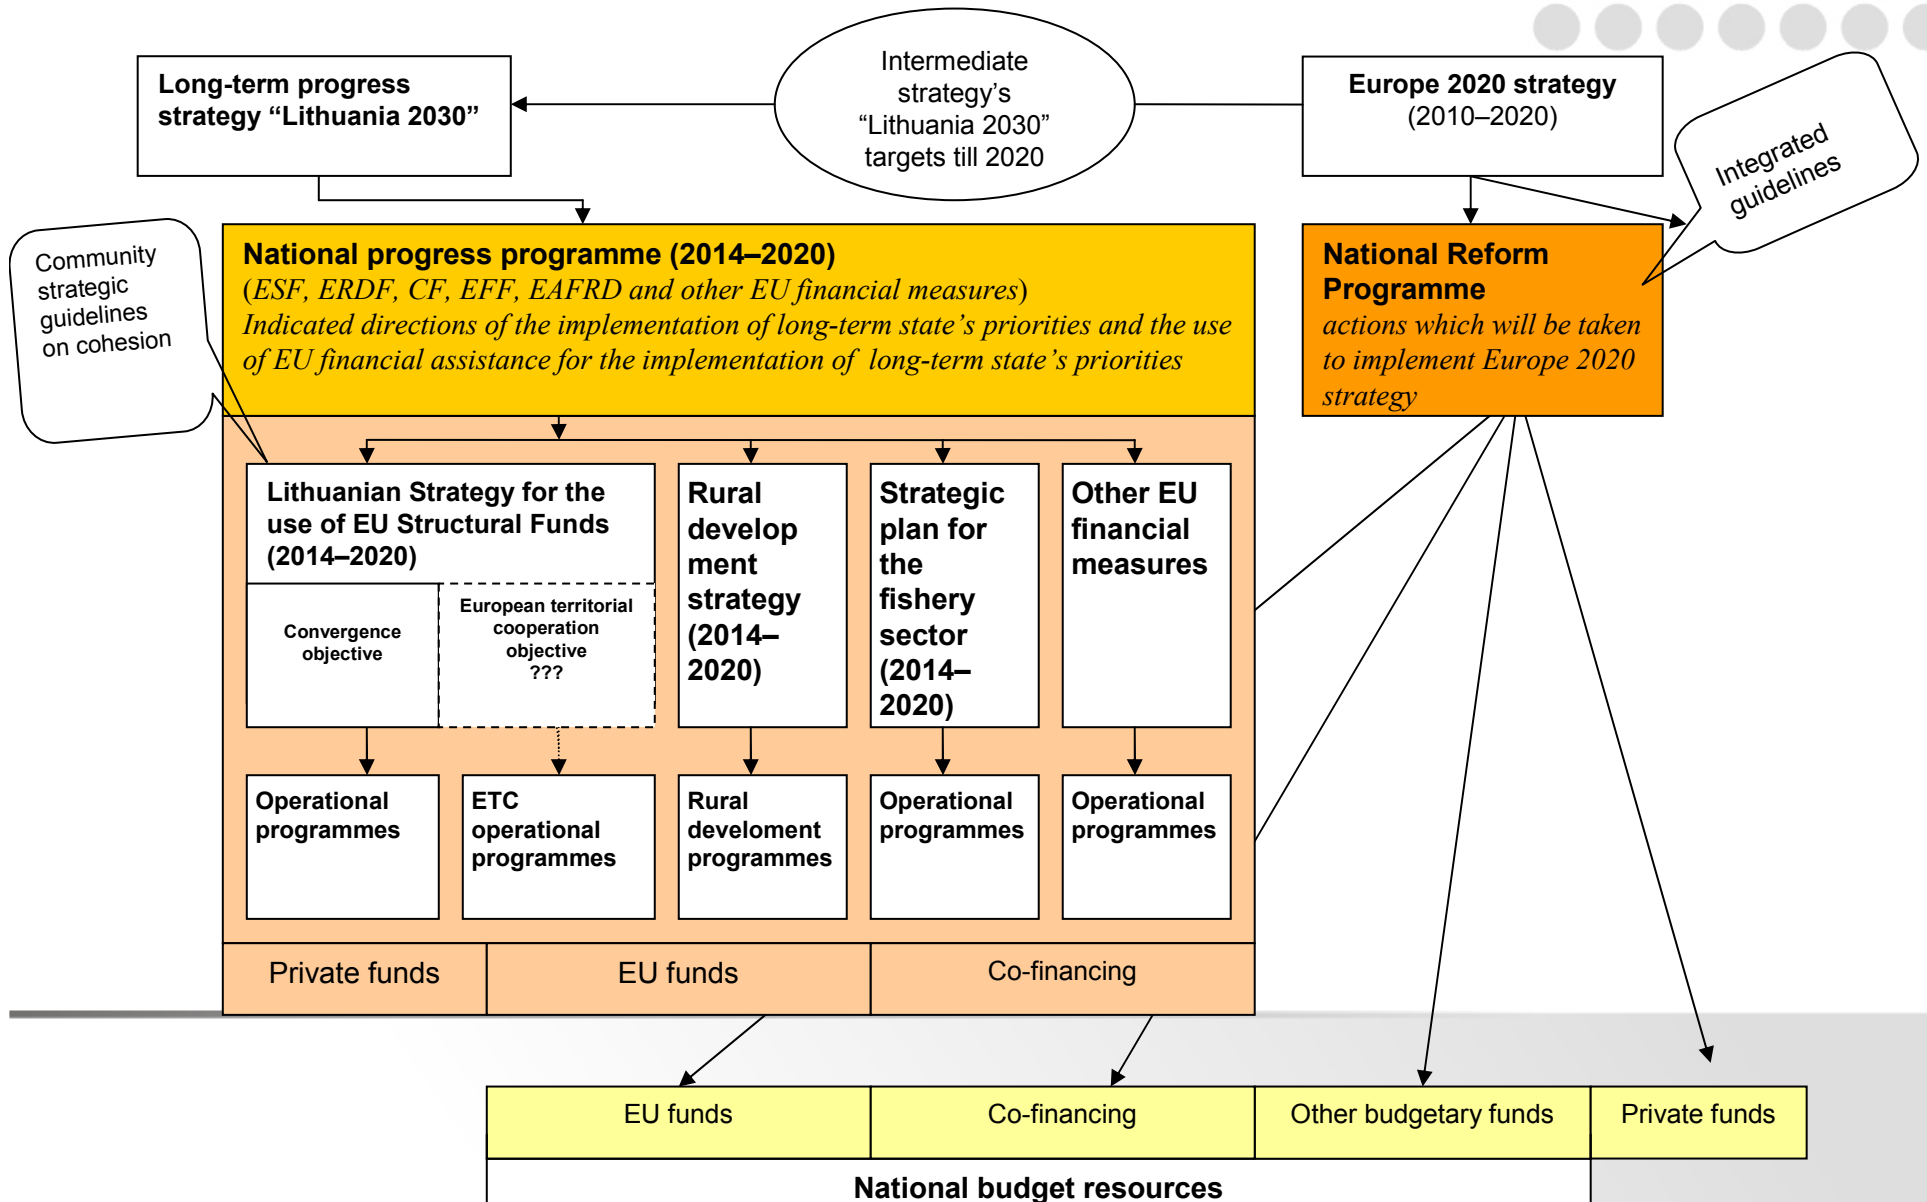 Long-term progress
strategy “Lithuania 2030”
Intermediate
strategy’s
“Lithuania 2030”
targets till 2020
Europe 2020 strategy
(2010–2020)
Integrated
guidelines
Community
strategic
guidelines
on cohesion
National progress programme (2014–2020)
(ESF, ERDF, CF, EFF, EAFRD and other EU financial measures)
Indicated directions of the implementation of long-term state’s priorities and the use
of EU financial assistance for the implementation of long-term state’s priorities
National Reform
Programme
actions which will be taken
to implement Europe 2020
strategy
Lithuanian Strategy for the
use of EU Structural Funds
(2014–2020)
Convergence
objective
European territorial
cooperation
objective
???
Rural
develop
ment
strategy
(2014–
2020)
Strategic
plan for
the
fishery
sector
(2014–
2020)
Other EU
financial
measures
Operational
programmes
ETC
operational
programmes
Rural
develoment
programmes
Operational
programmes
Operational
programmes
Private funds
EU funds
Co-financing
EU funds
Co-financing
Other budgetary funds
Private funds
National budget resources